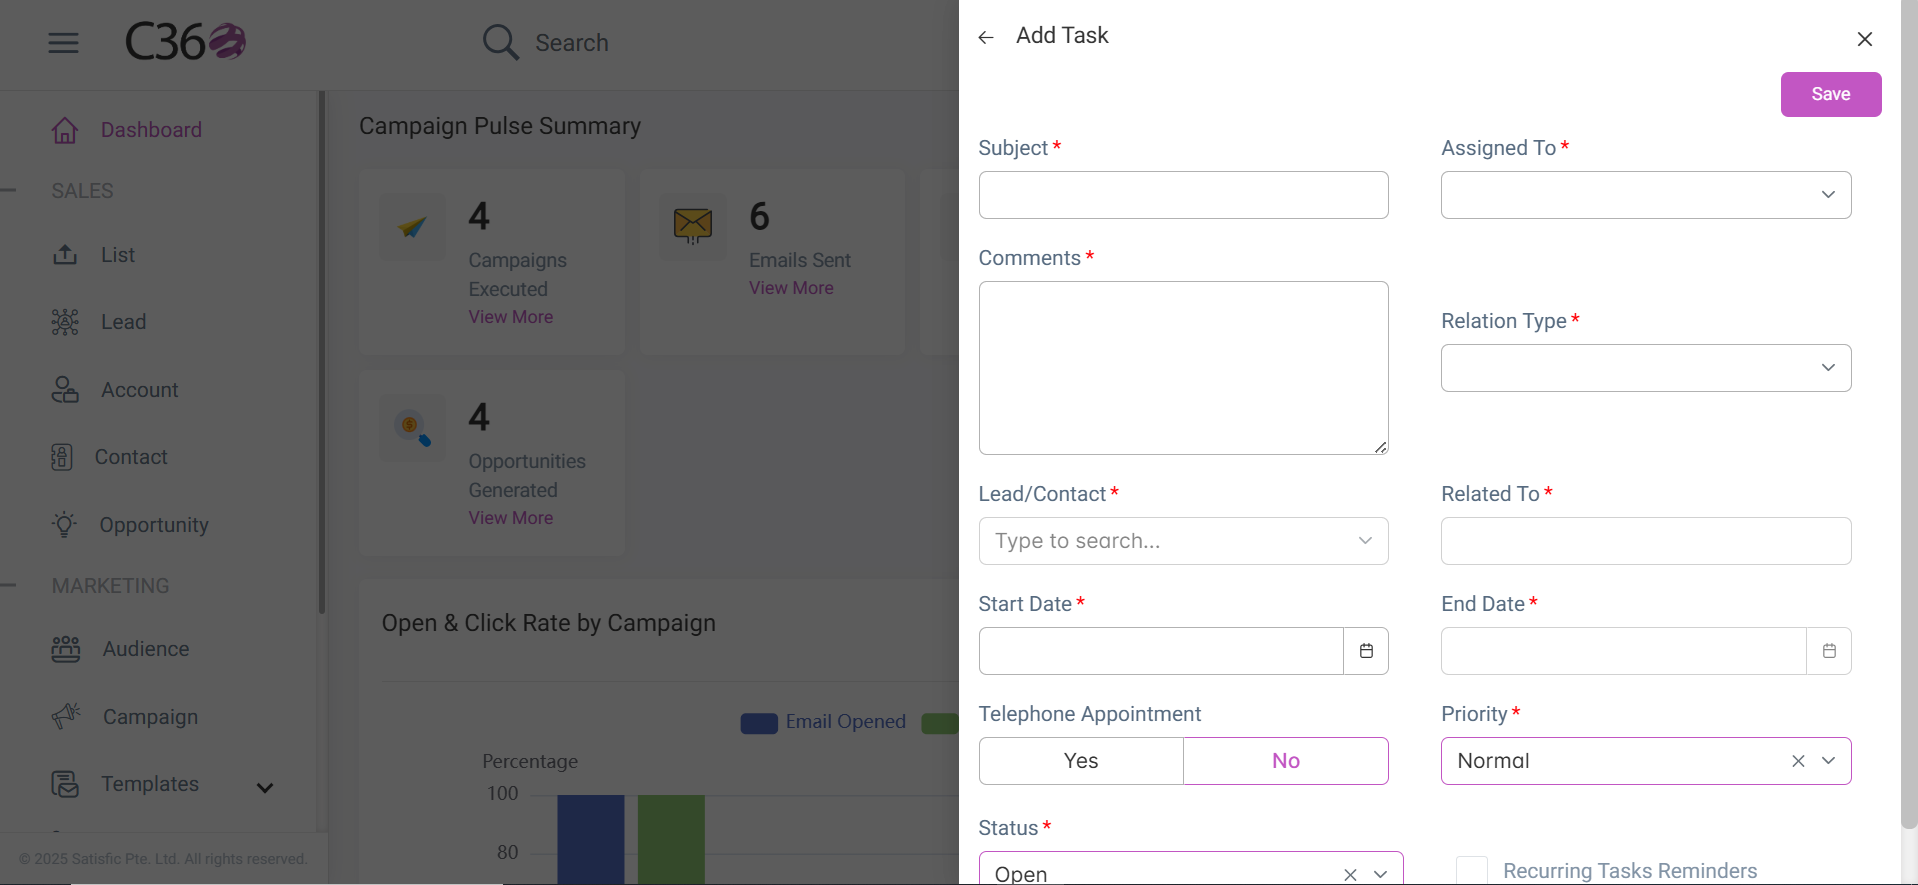 C36
Search
Dashboard
SALES
List
Lead
Account
Contact
Opportunity
MARKETING
Audience
Campaign
Templates
© 2025 Satisfic Pte. Ltd. All rights reserved.
Campaign Pulse Summary
4
Campaigns
Executed
View More
6
Emails Sent
View More
4
Opportunities
Generated
View More
Open & Click Rate by Campaign
Email Opened
Percentage
100
80
Add Task
Save
Subject *
Assigned To *
Comments *
Relation Type *
Lead/Contact *
Type to search...
Related To *
Start Date *
End Date *
Telephone Appointment
Yes
No
Priority *
Normal
Status *
Open
Recurring Tasks Reminders